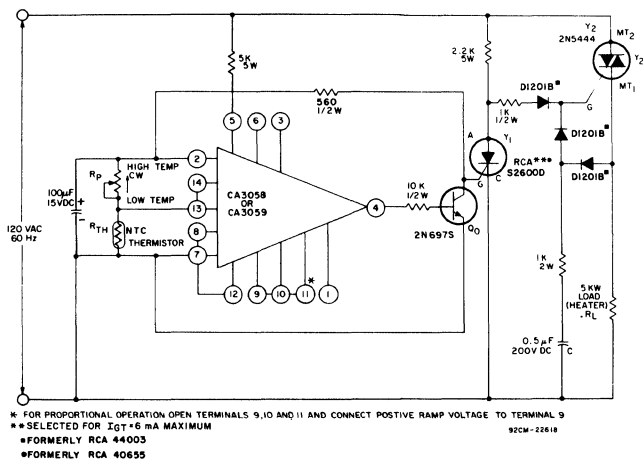 Y2
2N5444
MT2
Y2
MT1
G
2.2K
5W
5K
5W
560
1/2 W
1K
1/2 W
D1201B■
D1201B■
D1201B■
A
Y1
RCA***
S2600D
G
C
5
6
3
2
14
13
8
7
12
9
10
11
*
1
4
CA3058
OR
CA3059
10 K
1/2 W
2N697S
Q0
100µF
15VDC
+
-
RP
HIGH TEMP
CW
LOW TEMP
RTH
NTC
THERMISTOR
120 VAC
60 Hz
1K
2 W
0.5µF
200V DC
C
5 KW
LOAD
(HEATER)
RL
* FOR PROPORTIONAL OPERATION OPEN TERMINALS 9,10 AND 11 AND CONNECT POSTIVE RAMP VOLTAGE TO TERMINAL 9
** SELECTED FOR IGT = 6 mA MAXIMUM
92CM-22618
■FORMERLY RCA 44003
●FORMERLY RCA 40655